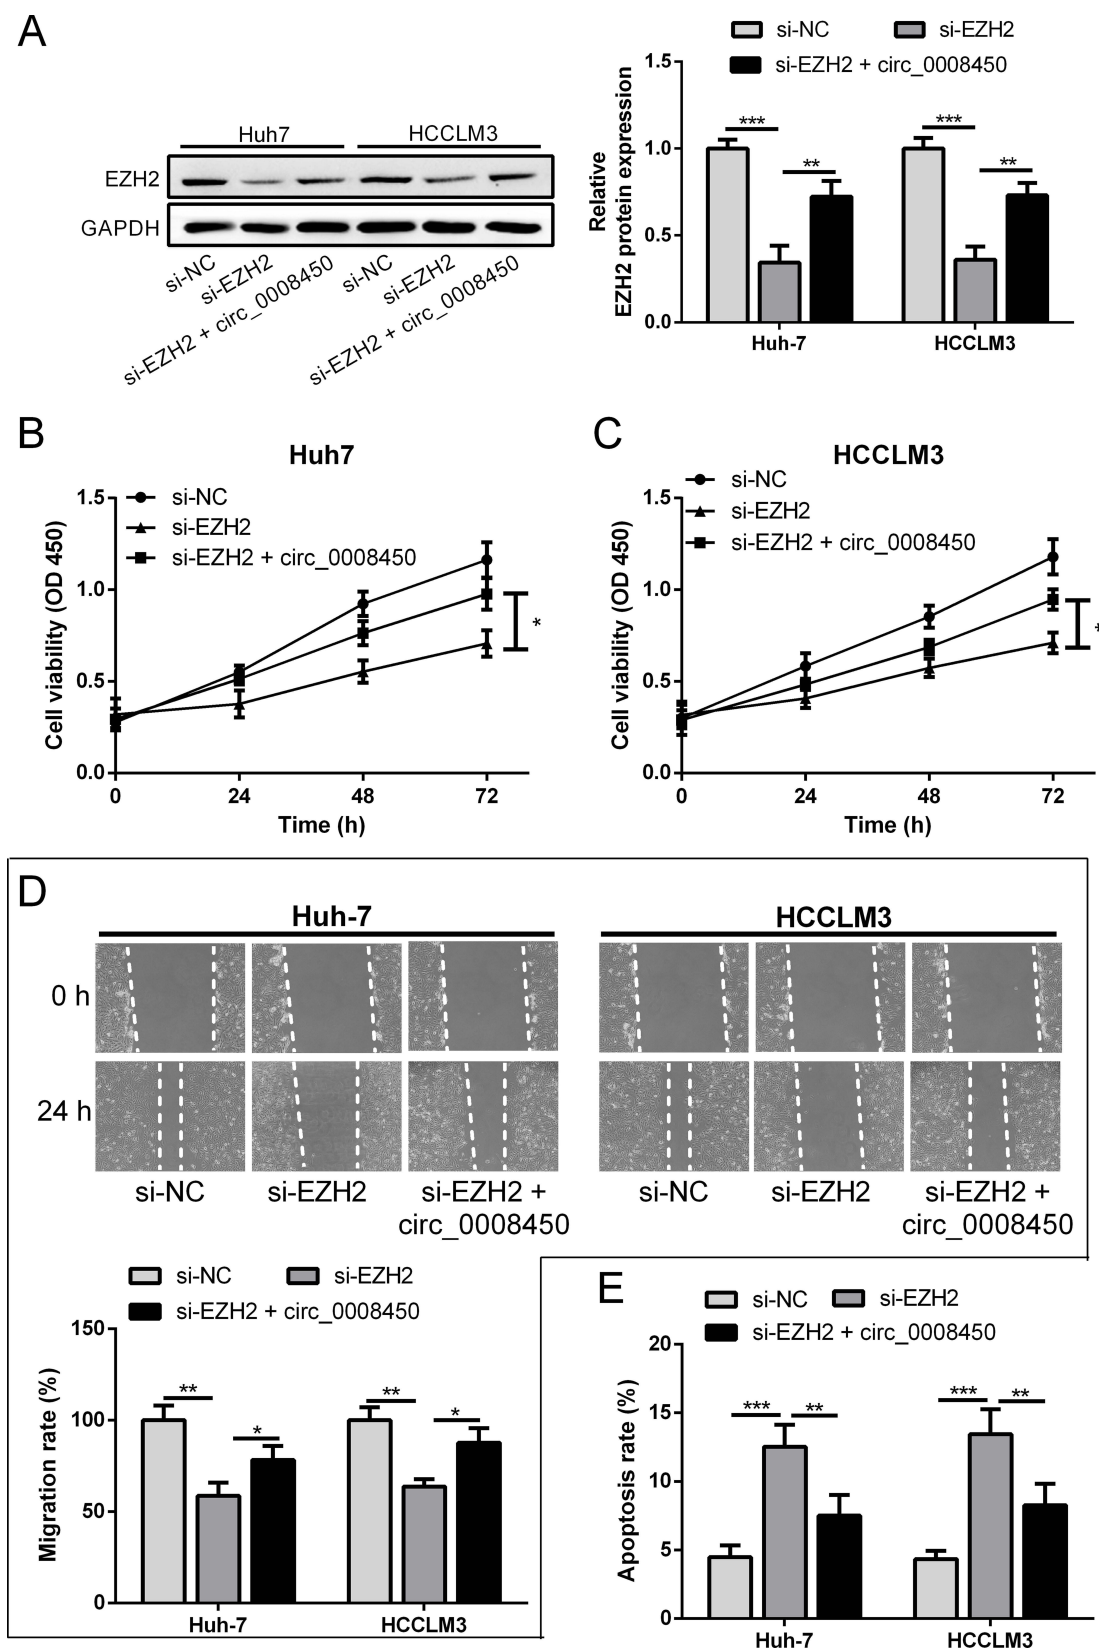 A
si-NC
si-EZH2
si-EZH2 + circ_0008450
Huh7
HCCLM3
EZH2
GAPDH
si-NC
si-EZH2
si-EZH2 + circ_0008450
si-NC
si-EZH2
si-EZH2 + circ_0008450
Relative
EZH2 protein expression
1.5
1.0
0.5
0.0
***
**
***
**
Huh-7
HCCLM3
B
Huh7
si-NC
si-EZH2
si-EZH2 + circ_0008450
Cell viability (OD 450)
1.5
1.0
0.5
0.0
*
0
24
48
72
Time (h)
C
HCCLM3
si-NC
si-EZH2
si-EZH2 + circ_0008450
Cell viability (OD 450)
1.5
1.0
0.5
0.0
*
0
24
48
72
Time (h)
D
Huh-7
HCCLM3
0 h
24 h
si-NC
si-EZH2
si-EZH2 +
circ_0008450
si-NC
si-EZH2
si-EZH2 +
circ_0008450
si-NC
si-EZH2
si-EZH2 + circ_0008450
Migration rate (%)
150
100
50
0
**
*
**
*
Huh-7
HCCLM3
E
si-NC
si-EZH2
si-EZH2 + circ_0008450
Apoptosis rate (%)
20
15
10
5
0
***
**
***
**
Huh-7
HCCLM3